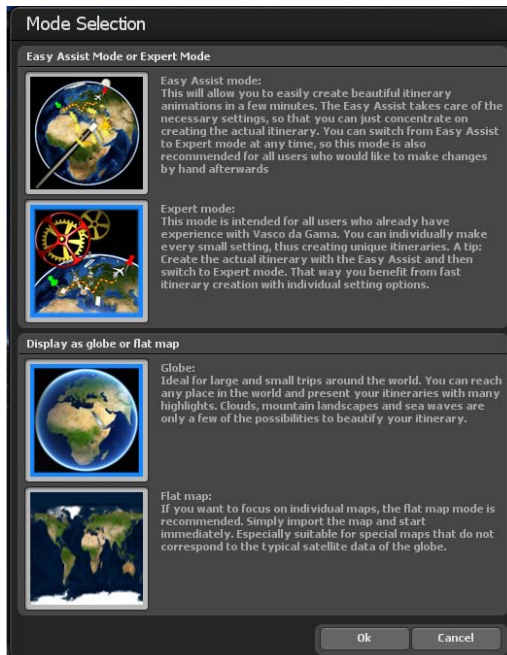 Mode Selection
Easy Assist Mode or Expert Mode
Easy Assist mode:
This will allow you to easily create beautiful itinerary
animations in a few minutes. The Easy Assist takes care of the
necessary settings, so that you can just concentrate on
creating the actual itinerary. You can switch from Easy Assist
to Expert mode at any time, so this mode is also
recommended for all users who would like to make changes
by hand afterwards
Expert mode:
This mode is intended for all users who already have
experience with Vasco da Gama. You can individually make
every small setting, thus creating unique itineraries. A tip:
Create the actual itinerary with the Easy Assist and then
switch to Expert mode. That way you benefit from fast
itinerary creation with individual setting options.
Display as globe or flat map
Globe:
Ideal for large and small trips around the world. You can reach
any place in the world and present your itineraries with many
highlights. Clouds, mountain landscapes and sea waves are
only a few of the possibilities to beautify your itinerary.
Flat map:
If you want to focus on individual maps, the flat map mode is
recommended. Simply import the map and start
immediately. Especially suitable for special maps that do not
correspond to the typical satellite data of the globe.
Ok Cancel